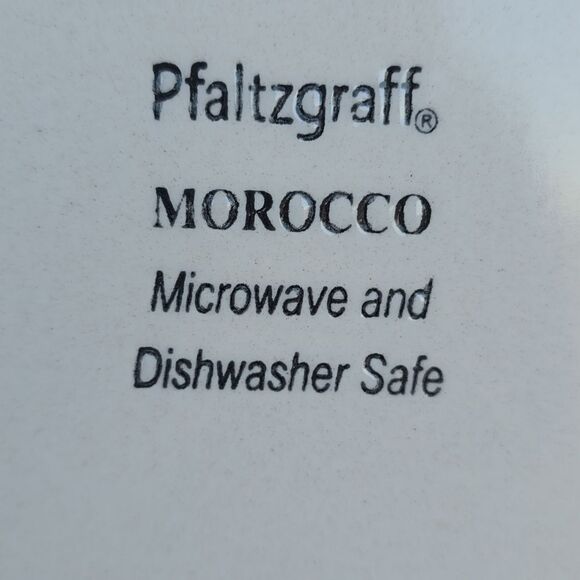 Pfaltzgraff®
MOROCCO
Microwave and
Dishwasher Safe